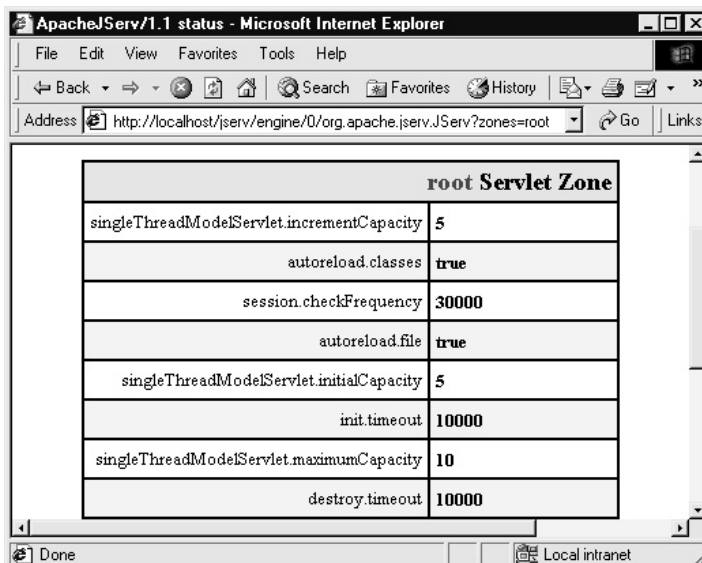 ApacheJServ/1.1 status - Microsoft Internet Explorer
File Edit View Favorites Tools Help
Back Search Favorites History »
Address http://localhost/jserv/engine/0/org.apache.jserv.JServ?zones=root Go Links
root Servlet Zone
singleThreadModelServlet.incrementCapacity 5
autoreload.classes true
session.checkFrequency 30000
autoreload.file true
singleThreadModelServlet.initialCapacity 5
init.timeout 10000
singleThreadModelServlet.maximumCapacity 10
destroy.timeout 10000
Done Local intranet